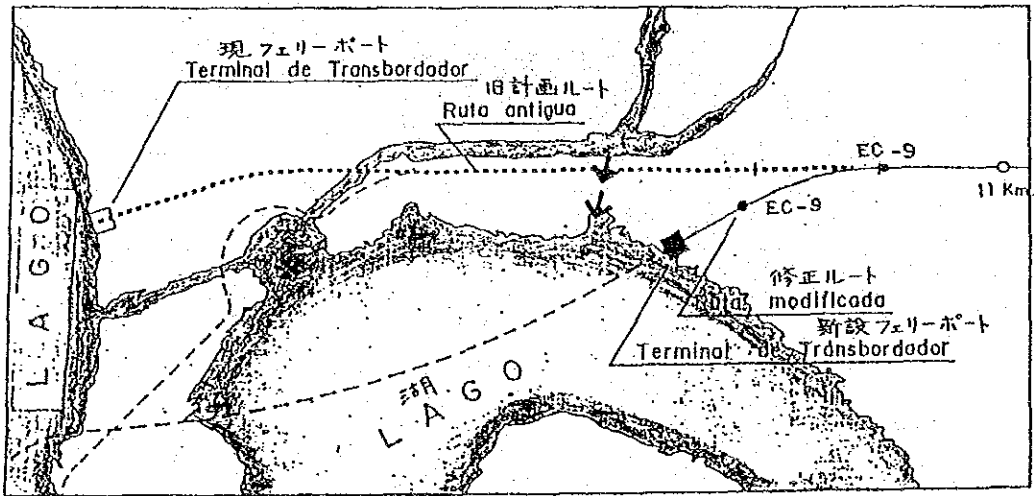 現フェリーポート
Terminal de Transbordador
旧計画ルート
Ruta antigua
EC-9
11 Km.
EC-9
修正ルート
Ruta modificada
新設フェリーポート
Terminal de Transbordador
LAGO
湖
LAGO